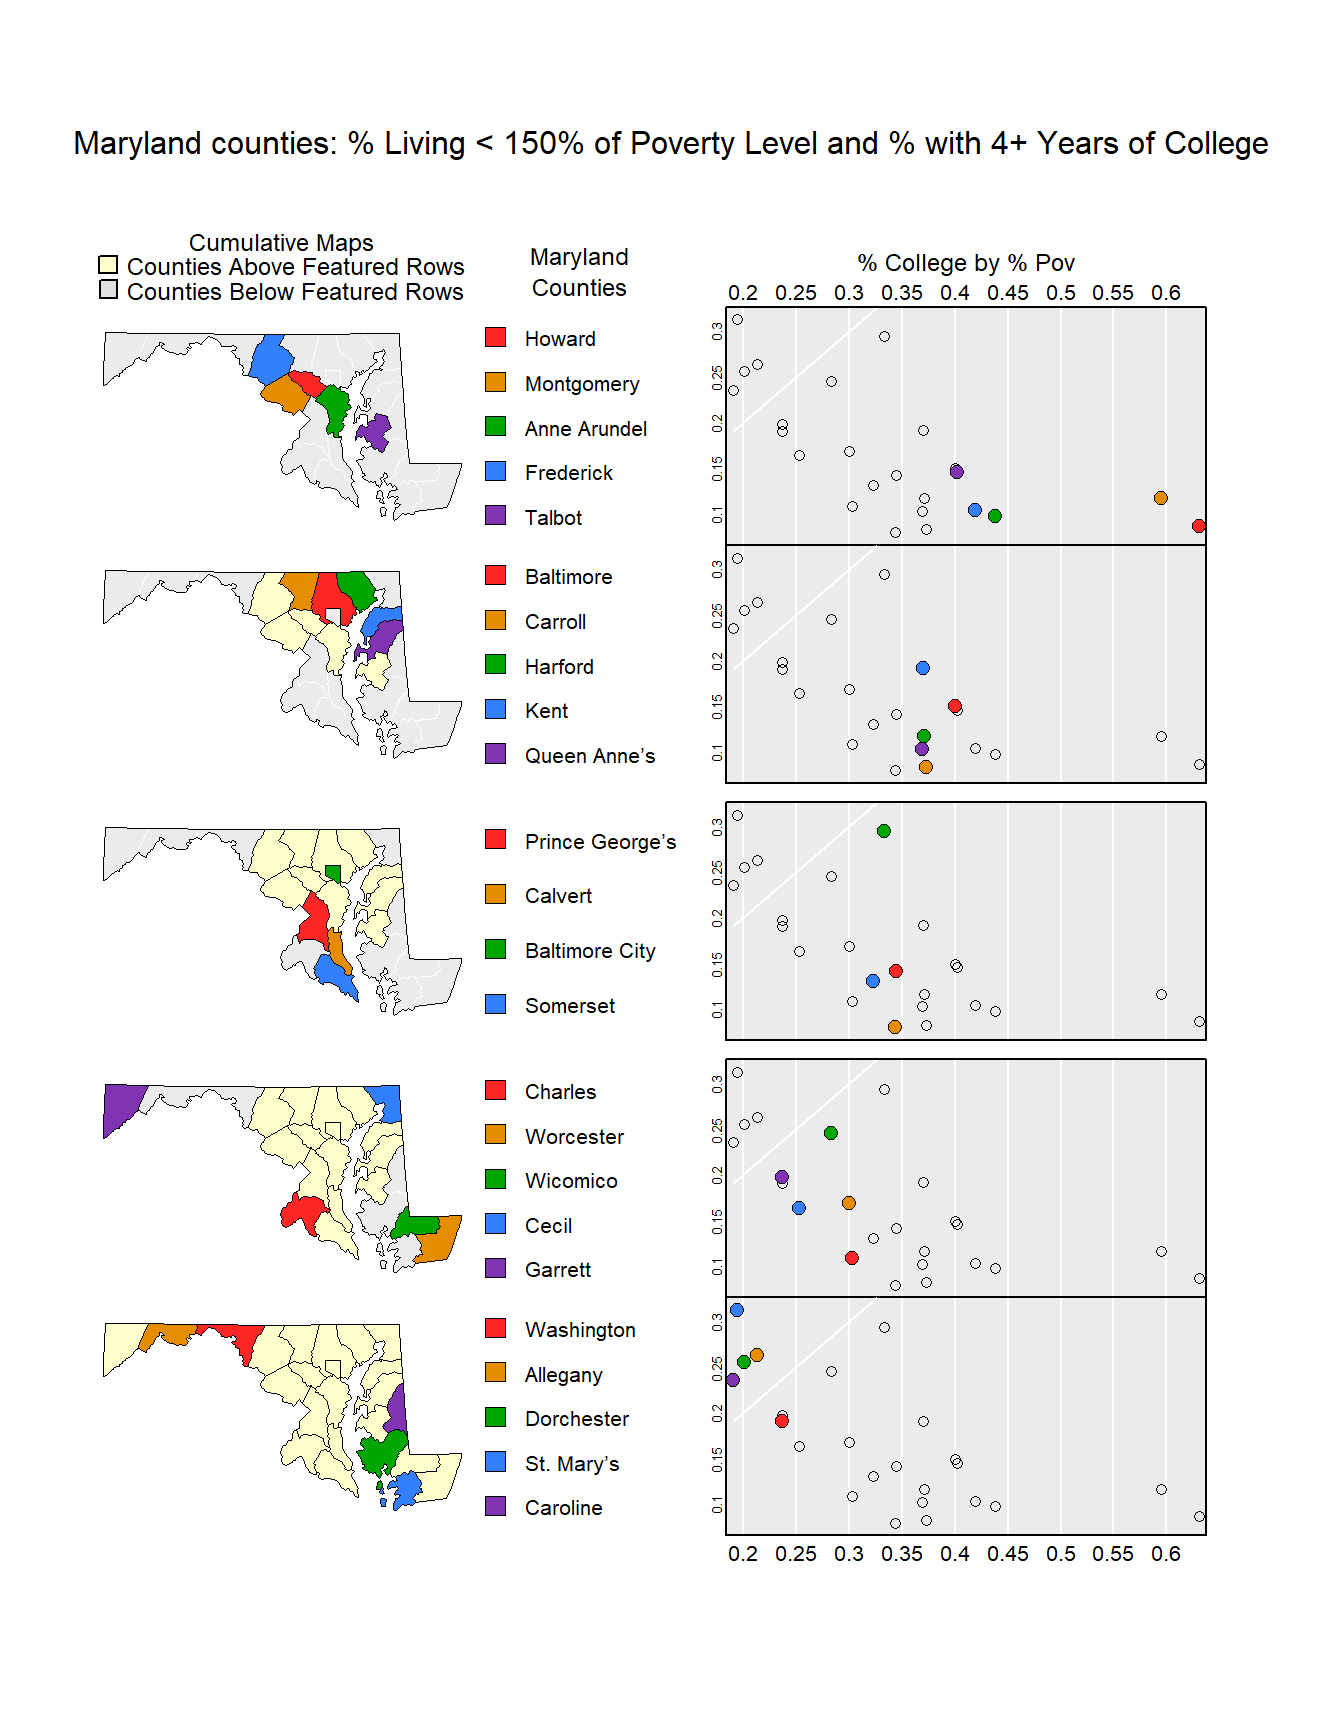 Maryland counties: % Living < 150% of Poverty Level and % with 4+ Years of College
Cumulative Maps
Counties Above Featured Rows
Counties Below Featured Rows
Maryland
Counties
% College by % Pov
0.2 0.25 0.3 0.35 0.4 0.45 0.5 0.55 0.6
Howard
Montgomery
Anne Arundel
Frederick
Talbot
0.3
0.25
0.2
0.15
0.1
Baltimore
Carroll
Harford
Kent
Queen Anne’s
0.3
0.25
0.2
0.15
0.1
Prince George’s
Calvert
Baltimore City
Somerset
0.3
0.25
0.2
0.15
0.1
Charles
Worcester
Wicomico
Cecil
Garrett
0.3
0.25
0.2
0.15
0.1
Washington
Allegany
Dorchester
St. Mary’s
Caroline
0.3
0.25
0.2
0.15
0.1
0.2 0.25 0.3 0.35 0.4 0.45 0.5 0.55 0.6